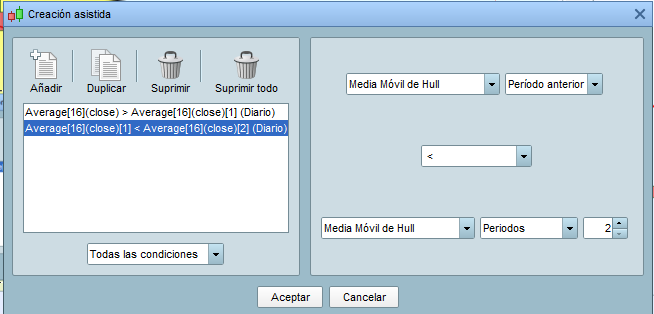 Creación asistida
Añadir Duplicar Suprimir Suprimir todo
Average[16](close) > Average[16](close)[1] (Diario)
Average[16](close)[1] < Average[16](close)[2] (Diario)
Todas las condiciones
Media Móvil de Hull Período anterior
<
Media Móvil de Hull Periodos 2
Aceptar Cancelar